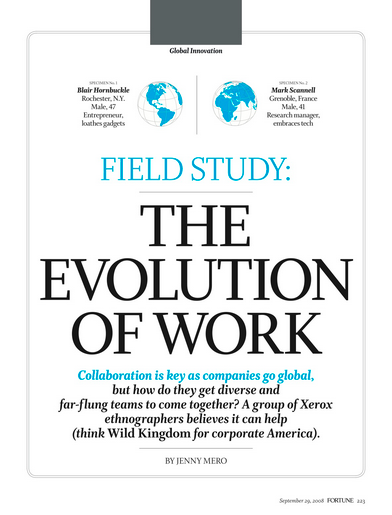 Global Innovation
SPECIMEN No. 1
Blair Hornbuckle
Rochester, N.Y.
Male, 47
Entrepreneur,
loathes gadgets
SPECIMEN No. 2
Mark Scannell
Grenoble, France
Male, 41
Research manager,
embraces tech
FIELD STUDY:
THE
EVOLUTION
OF WORK
Collaboration is key as companies go global,
but how do they get diverse and
far-flung teams to come together? A group of Xerox
ethnographers believes it can help
(think Wild Kingdom for corporate America).
BY JENNY MERO
September 29, 2008 FORTUNE 223